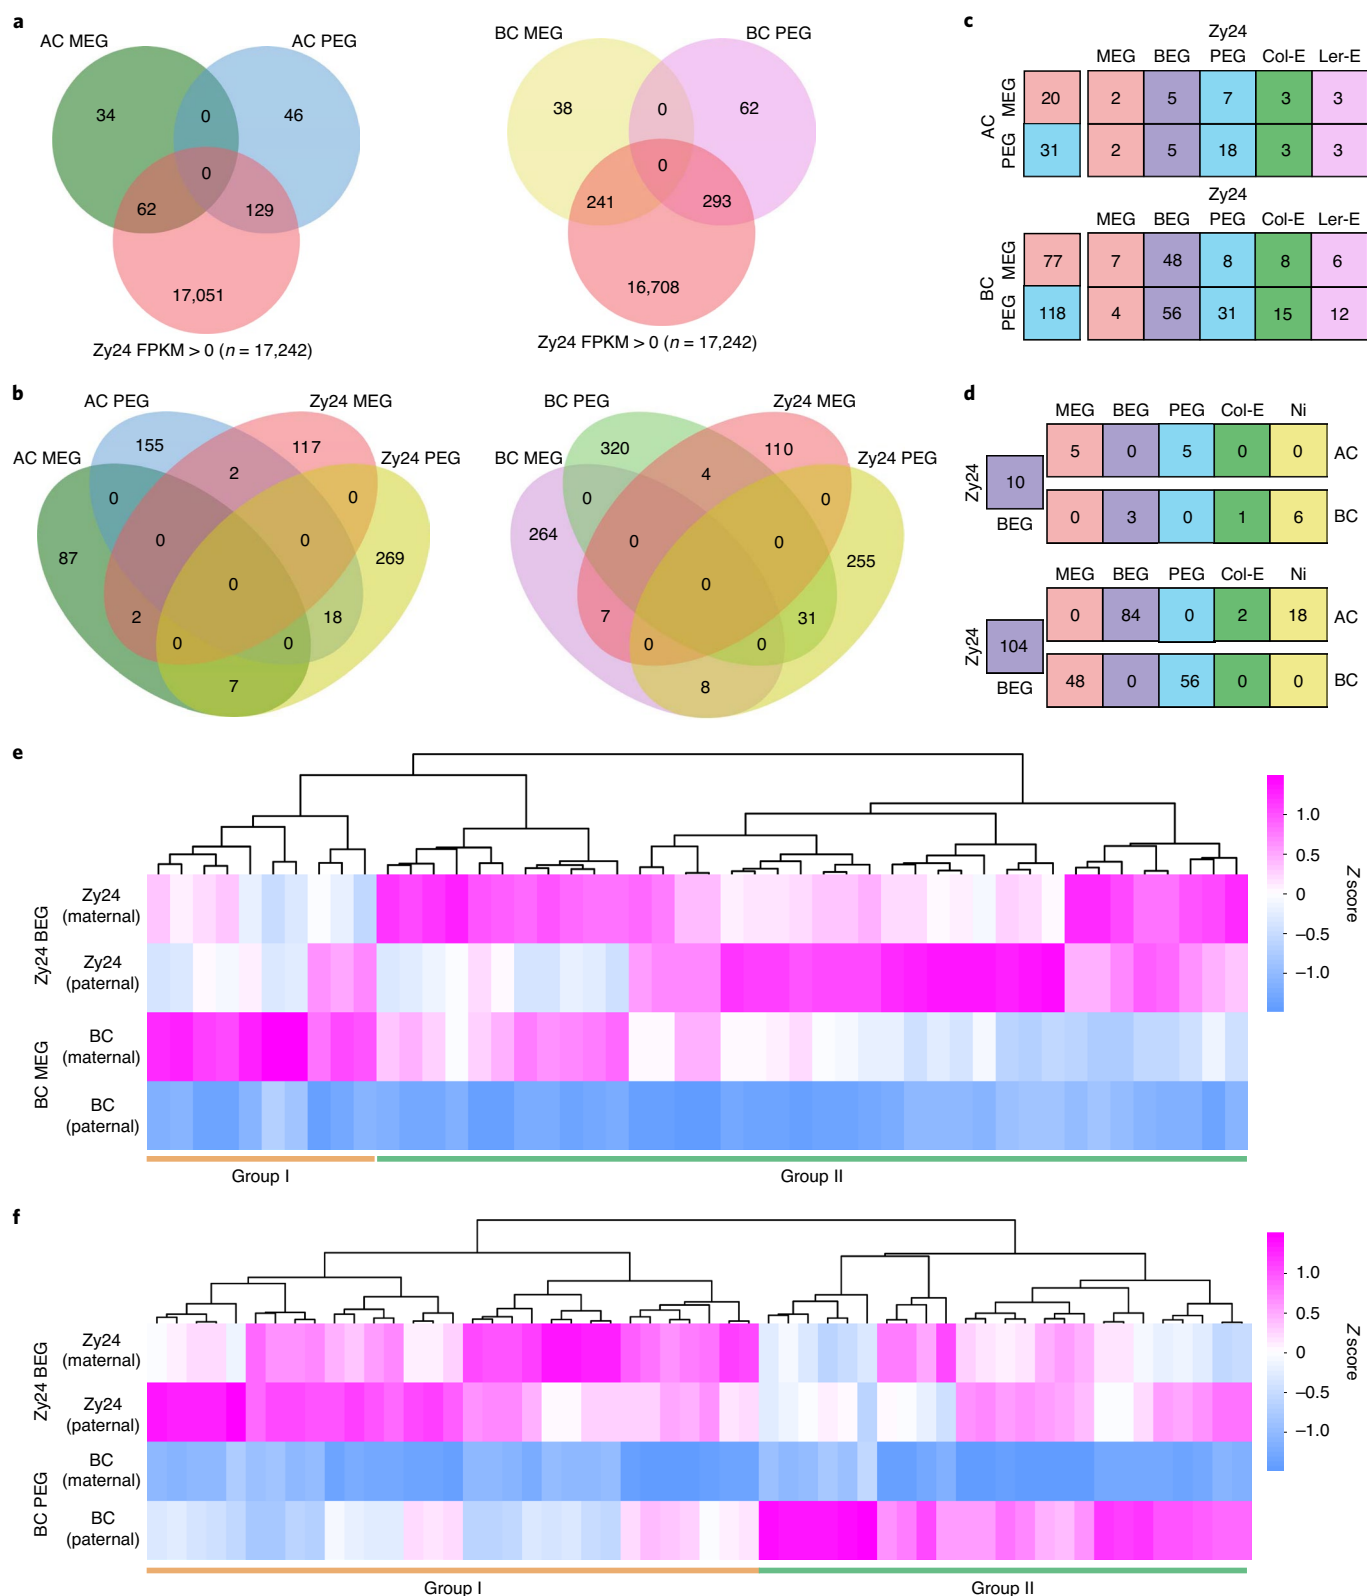 a
AC MEG
AC PEG
34
0
46
0
62
129
17,051
Zy24 FPKM > 0 (n = 17,242)
BC MEG
BC PEG
38
0
62
0
241
293
16,708
Zy24 FPKM > 0 (n = 17,242)
c
Zy24
MEG BEG PEG Col-E Ler-E
AC
MEG
20 2 5 7 3 3
PEG
31 2 5 18 3 3
Zy24
MEG BEG PEG Col-E Ler-E
BC
MEG
77 7 48 8 8 6
PEG
118 4 56 31 15 12
b
AC PEG
Zy24 MEG
AC MEG
Zy24 PEG
155
117
2
0
0
0
0
87
269
0
2
18
0
0
7
BC PEG
Zy24 MEG
BC MEG
Zy24 PEG
320
110
4
0
0
264
0
0
255
0
7
31
0
0
8
d
MEG BEG PEG Col-E Ni
Zy24
10
BEG
5 0 5 0 0 AC
0 3 0 1 6 BC
MEG BEG PEG Col-E Ni
Zy24
104
BEG
0 84 0 2 18 AC
48 0 56 0 0 BC
e
Zy24 BEG
Zy24
(maternal)
Zy24
(paternal)
BC MEG
BC
(maternal)
BC
(paternal)
Group I
Group II
1.0
0.5
0
−0.5
−1.0
Z score
f
Zy24 BEG
Zy24
(maternal)
Zy24
(paternal)
BC PEG
BC
(maternal)
BC
(paternal)
Group I
Group II
1.0
0.5
0
−0.5
−1.0
Z score